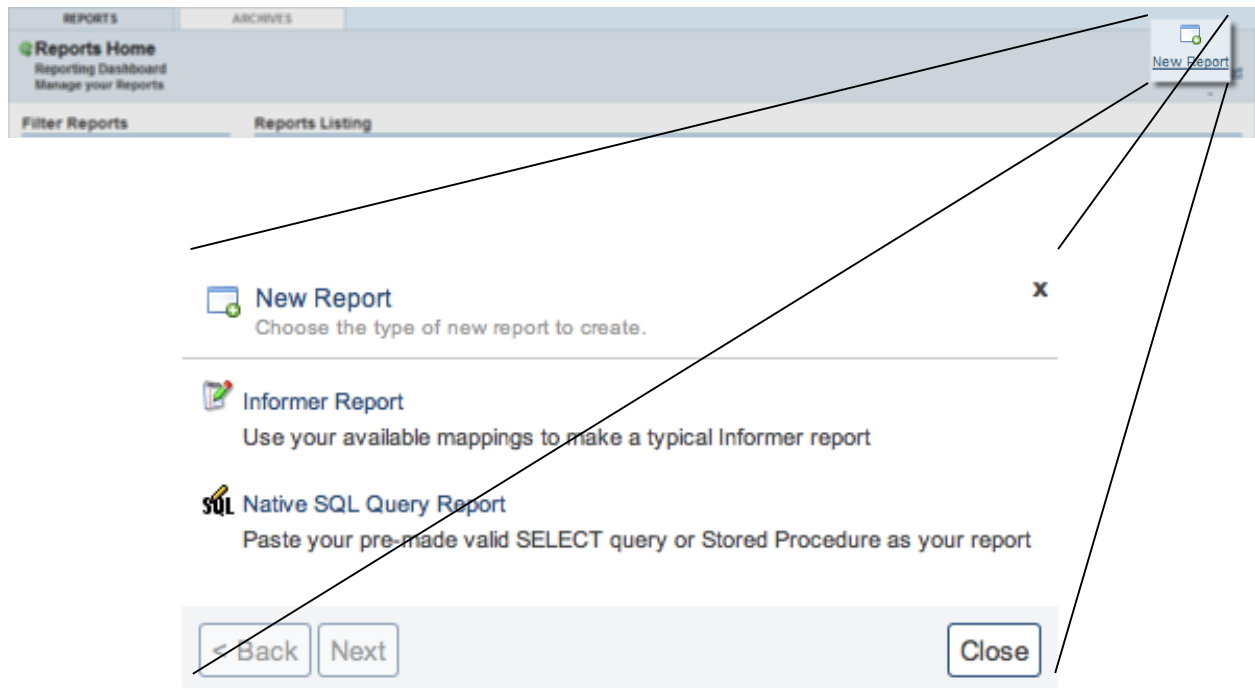 REPORTS
ARCHIVES
Reports Home
Reporting Dashboard
Manage your Reports
New Report
Filter Reports
Reports Listing
New Report
x
Choose the type of new report to create.
Informer Report
Use your available mappings to make a typical Informer report
SQL
Native SQL Query Report
Paste your pre-made valid SELECT query or Stored Procedure as your report
< Back
Next
Close